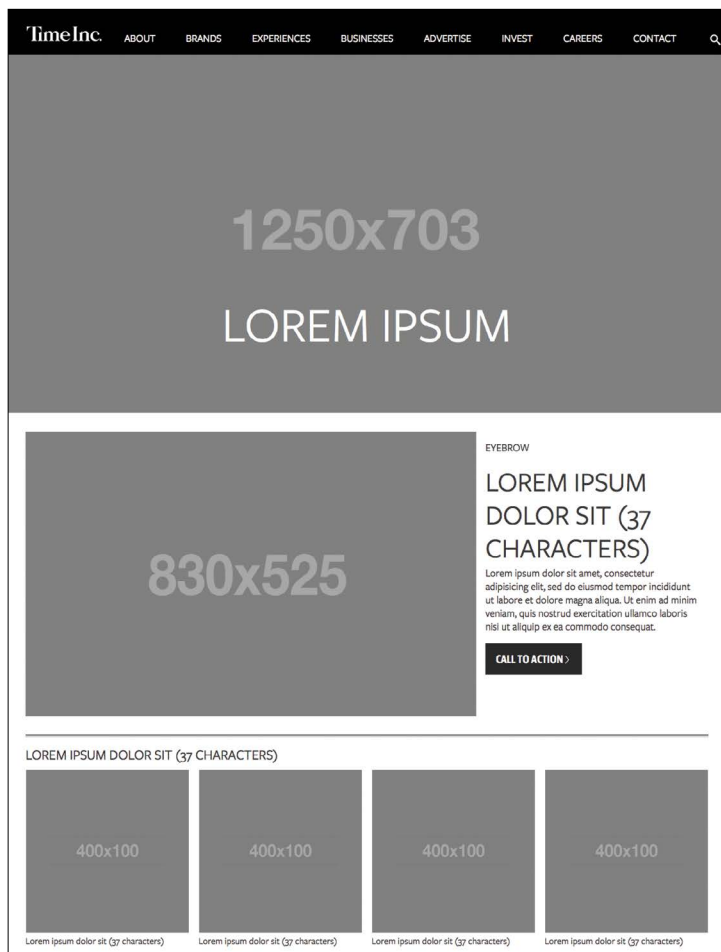 TimeInc. ABOUT BRANDS EXPERIENCES BUSINESSES ADVERTISE INVEST CAREERS CONTACT
1250x703
LOREM IPSUM
830x525
EYEBROW
LOREM IPSUM
DOLOR SIT (37
CHARACTERS)
Lorem ipsum dolor sit amet, consectetur
adipisicing elit, sed do eiusmod tempor incididunt
ut labore et dolore magna aliqua. Ut enim ad minim
veniam, quis nostrud exercitation ullamco laboris
nisi ut aliquip ex ea commodo consequat.
CALL TO ACTION >
LOREM IPSUM DOLOR SIT (37 CHARACTERS)
400x100 400x100 400x100 400x100
Lorem ipsum dolor sit (37 characters) Lorem ipsum dolor sit (37 characters) Lorem ipsum dolor sit (37 characters) Lorem ipsum dolor sit (37 characters)